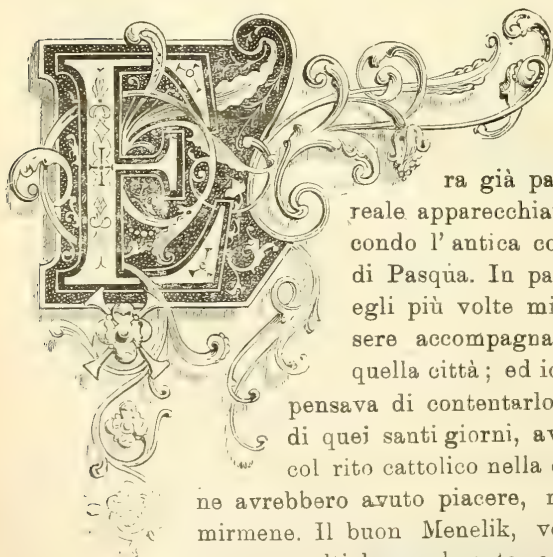 Era già pa
reale apparecchia
condo l'antica co
di Pasqua. In pa
egli più volte mi
sere accompagna
quella città; ed io
pensava di contentarlo
di quei santi giorni, av
col rito cattolico nella
ne avrebbero avuto piacere,
mirmene. Il buon Menelik, ve